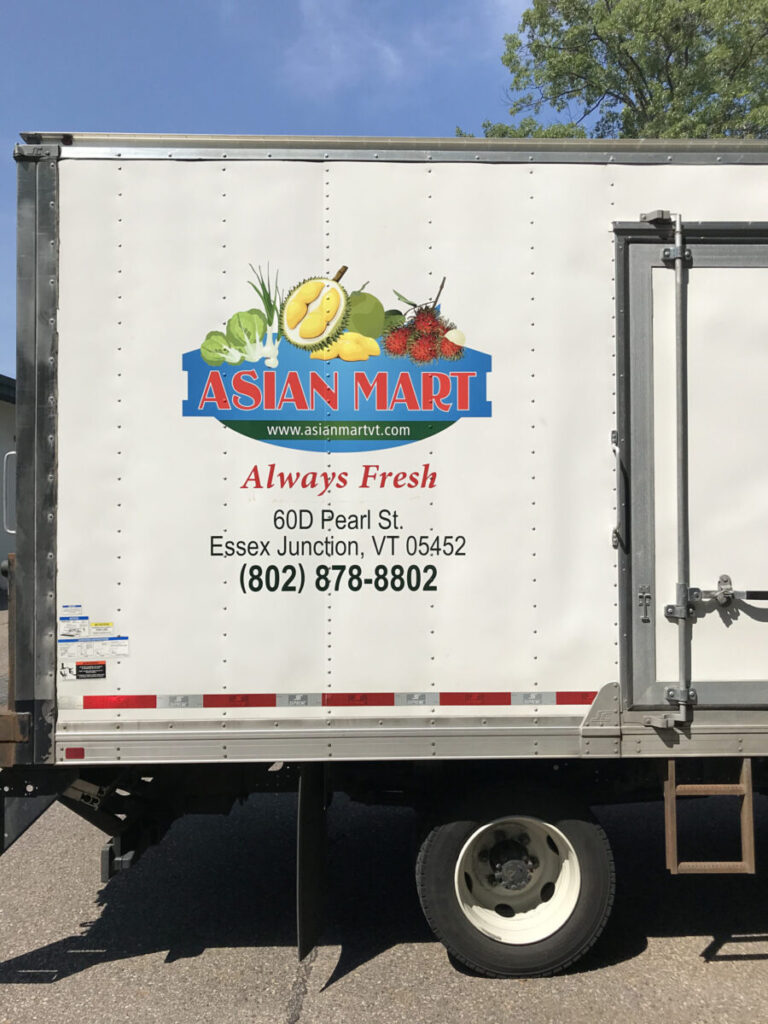 ASIAN MART
www.asianmartvt.com
Always Fresh
60D Pearl St.
Essex Junction, VT 05452
(802) 878-8802